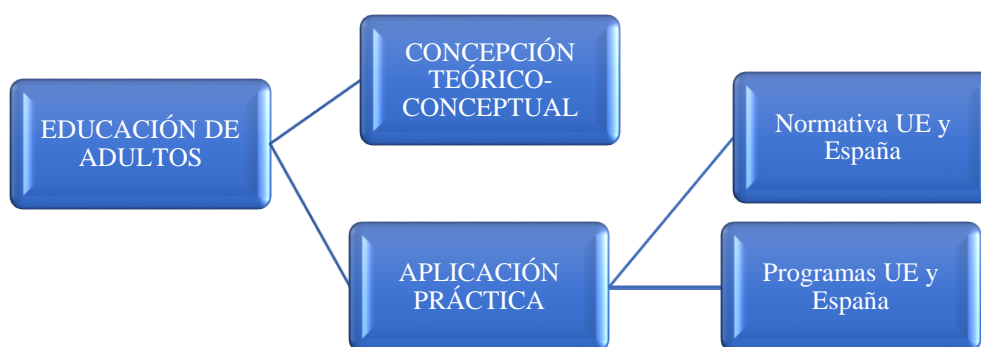 EDUCACIÓN DE
ADULTOS
CONCEPCIÓN
TEÓRICO-
CONCEPTUAL
APLICACIÓN
PRÁCTICA
Normativa UE y
España
Programas UE y
España